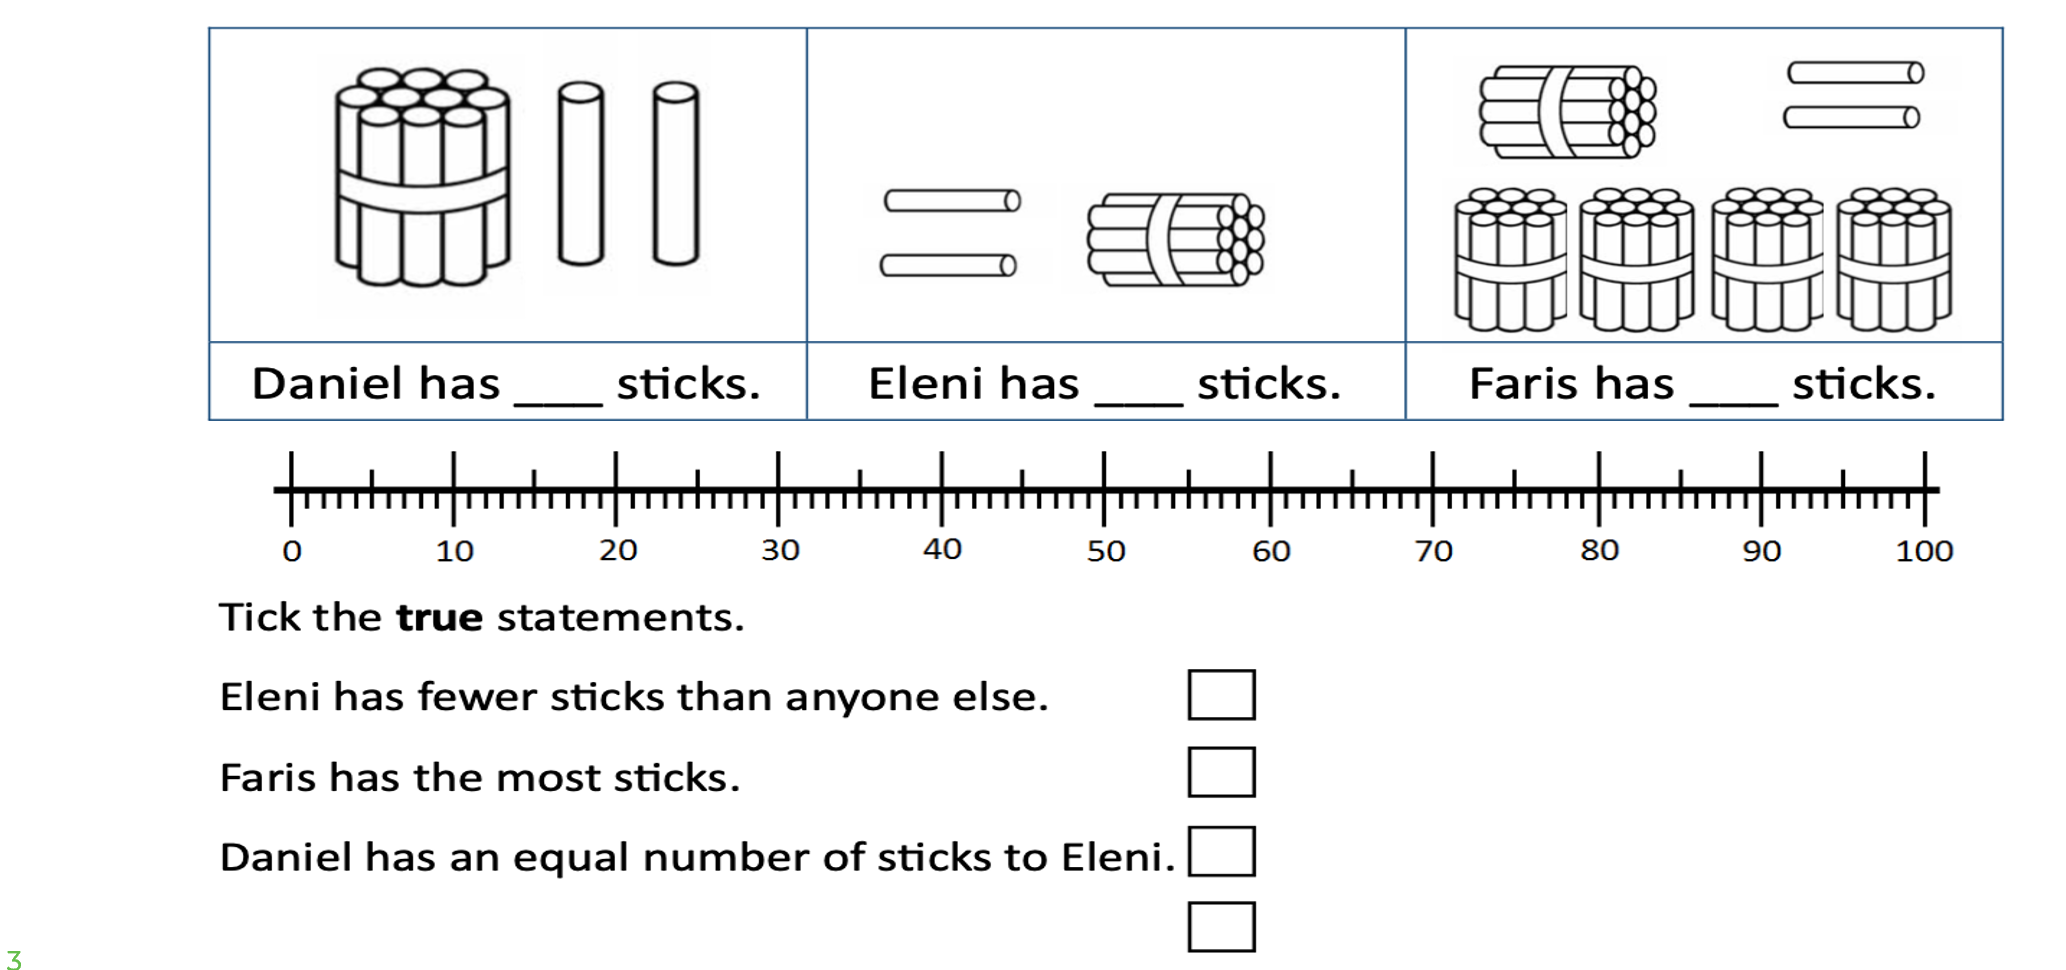 Daniel has ___ sticks. Eleni has ___ sticks. Faris has ___ sticks.
0 10 20 30 40 50 60 70 80 90 100
Tick the true statements.
Eleni has fewer sticks than anyone else.
Faris has the most sticks.
Daniel has an equal number of sticks to Eleni.
3